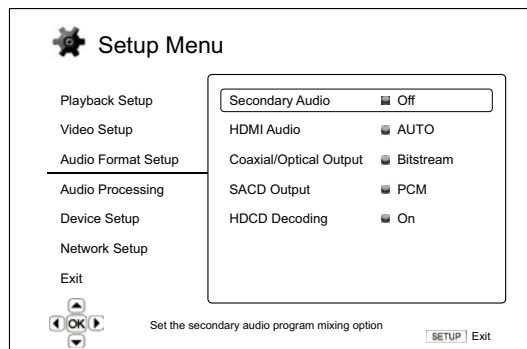 Setup Menu
Playback Setup
Video Setup
Audio Format Setup
Audio Processing
Device Setup
Network Setup
Exit
Secondary Audio Off
HDMI Audio AUTO
Coaxial/Optical Output Bitstream
SACD Output PCM
HDCD Decoding On
OK
Set the secondary audio program mixing option
SETUP Exit